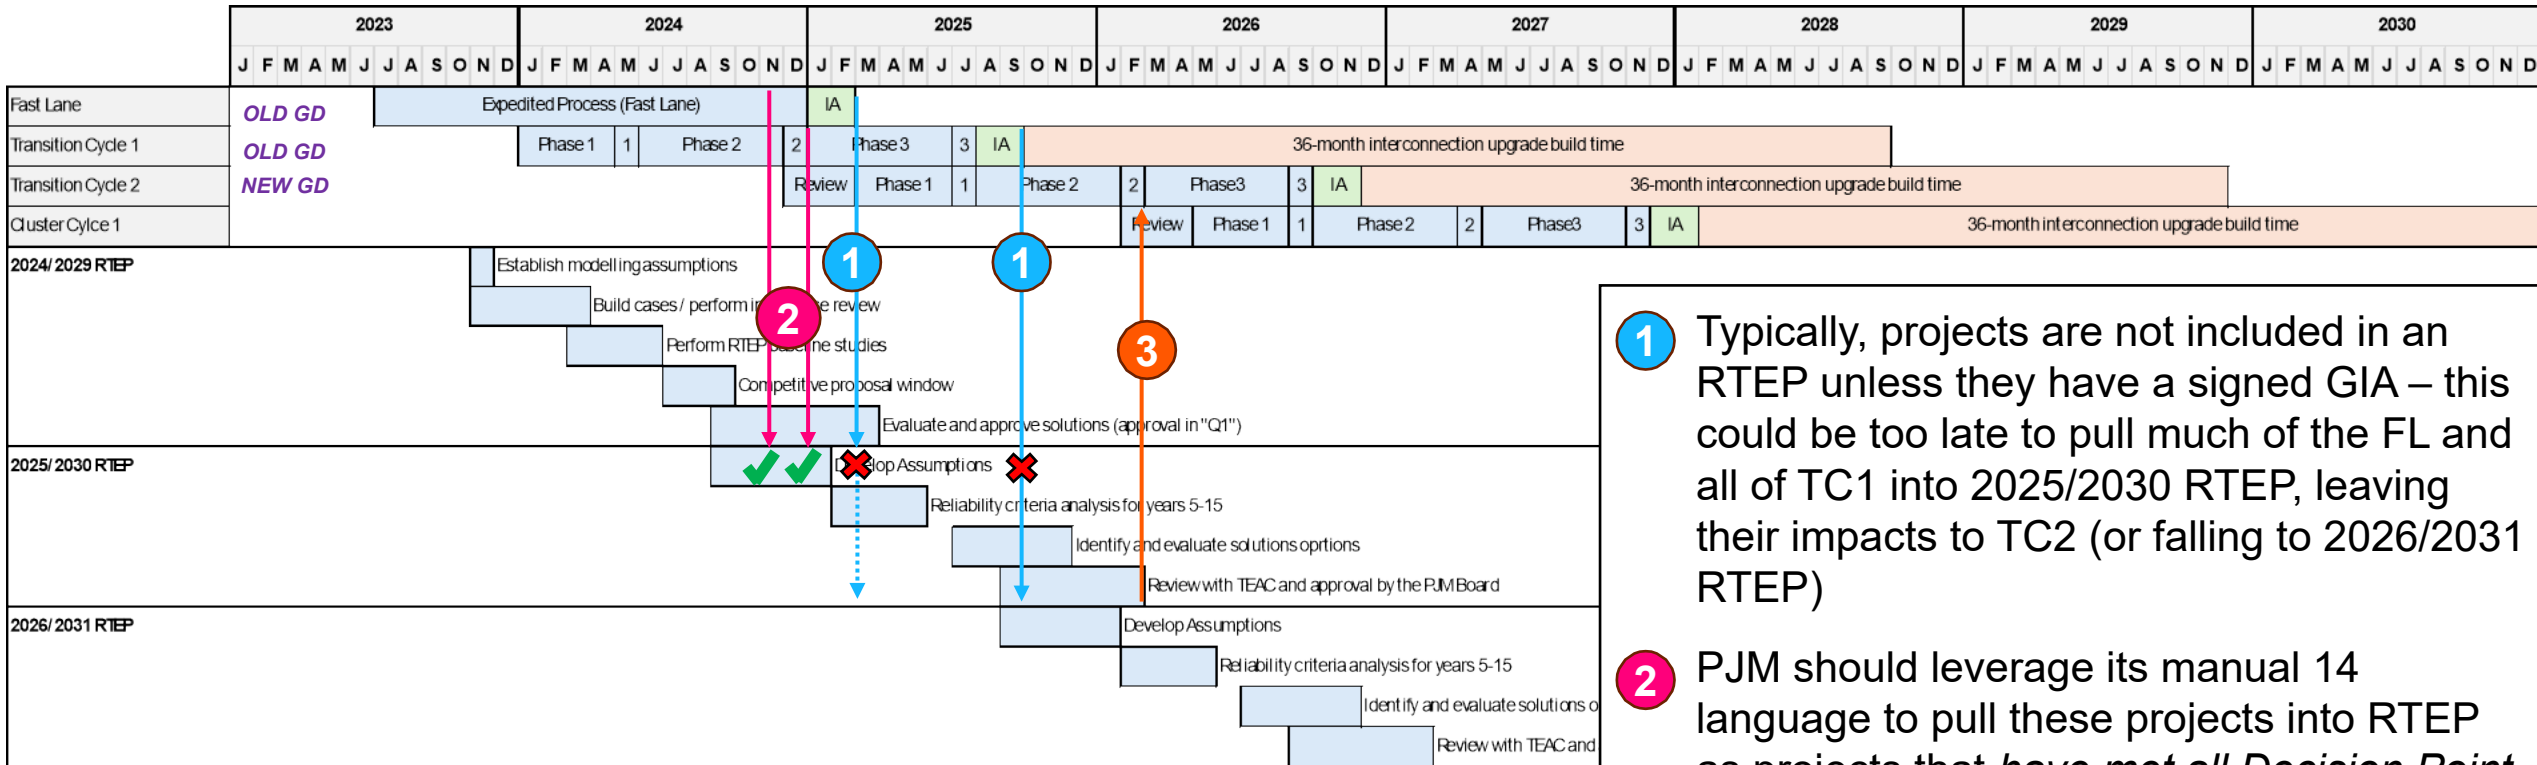 2023 2024 2025 2026 2027 2028 2029 2030
J F M A M J J A S O N D J F M A M J J A S O N D J F M A M J J A S O N D J F M A M J J A S O N D J F M A M J J A S O N D J F M A M J J A S O N D J F M A M J J A S O N D J F M A M J J A S O N D
Fast Lane OLD GD Expedited Process (Fast Lane) IA
Transition Cycle 1 OLD GD Phase 1 1 Phase 2 2 Phase 3 3 IA 36-month interconnection upgrade build time
Transition Cycle 2 NEW GD Review Phase 1 1 Phase 2 2 Phase3 3 IA 36-month interconnection upgrade build time
Cluster Cylce 1 Review Phase 1 1 Phase 2 2 Phase3 3 IA 36-month interconnection upgrade build time
1 1
2024/2029 RTEP Establish modelling assumptions
Build cases / perform review
2
Perform RTEP studies
3
Competitive proposal window
Evaluate and approve solutions (approval in "Q1")
2025/2030 RTEP Develop Assumptions
Reliability criteria analysis for years 5-15
Identify and evaluate solutions oprtions
Review with TEAC and approval by the PJM Board
2026/2031 RTEP Develop Assumptions
Reliability criteria analysis for years 5-15
Identify and evaluate solutions o
Review with TEAC and
1 Typically, projects are not included in an
RTEP unless they have a signed GIA – this
could be too late to pull much of the FL and
all of TC1 into 2025/2030 RTEP, leaving
their impacts to TC2 (or falling to 2026/2031
RTEP)
2 PJM should leverage its manual 14
language to pull these projects into RTEP
as projects that have met all Decision Point